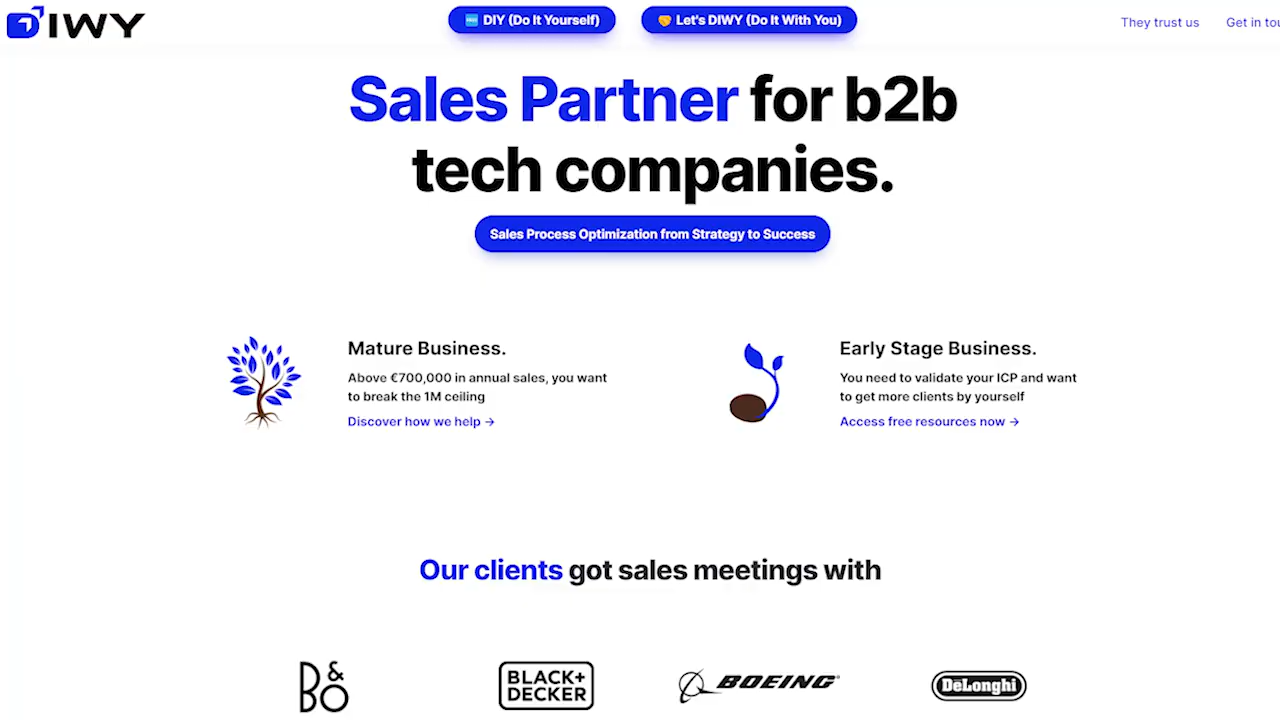 DIWY
DIY (Do It Yourself)
Let's DIWY (Do It With You)
They trust us
Get in tou
Sales Partner for b2b
tech companies.
Sales Process Optimization from Strategy to Success
Mature Business.
Above €700,000 in annual sales, you want
to break the 1M ceiling
Discover how we help →
Early Stage Business.
You need to validate your ICP and want
to get more clients by yourself
Access free resources now →
Our clients got sales meetings with
B&O
BLACK+
DECKER
BOEING
DeLonghi